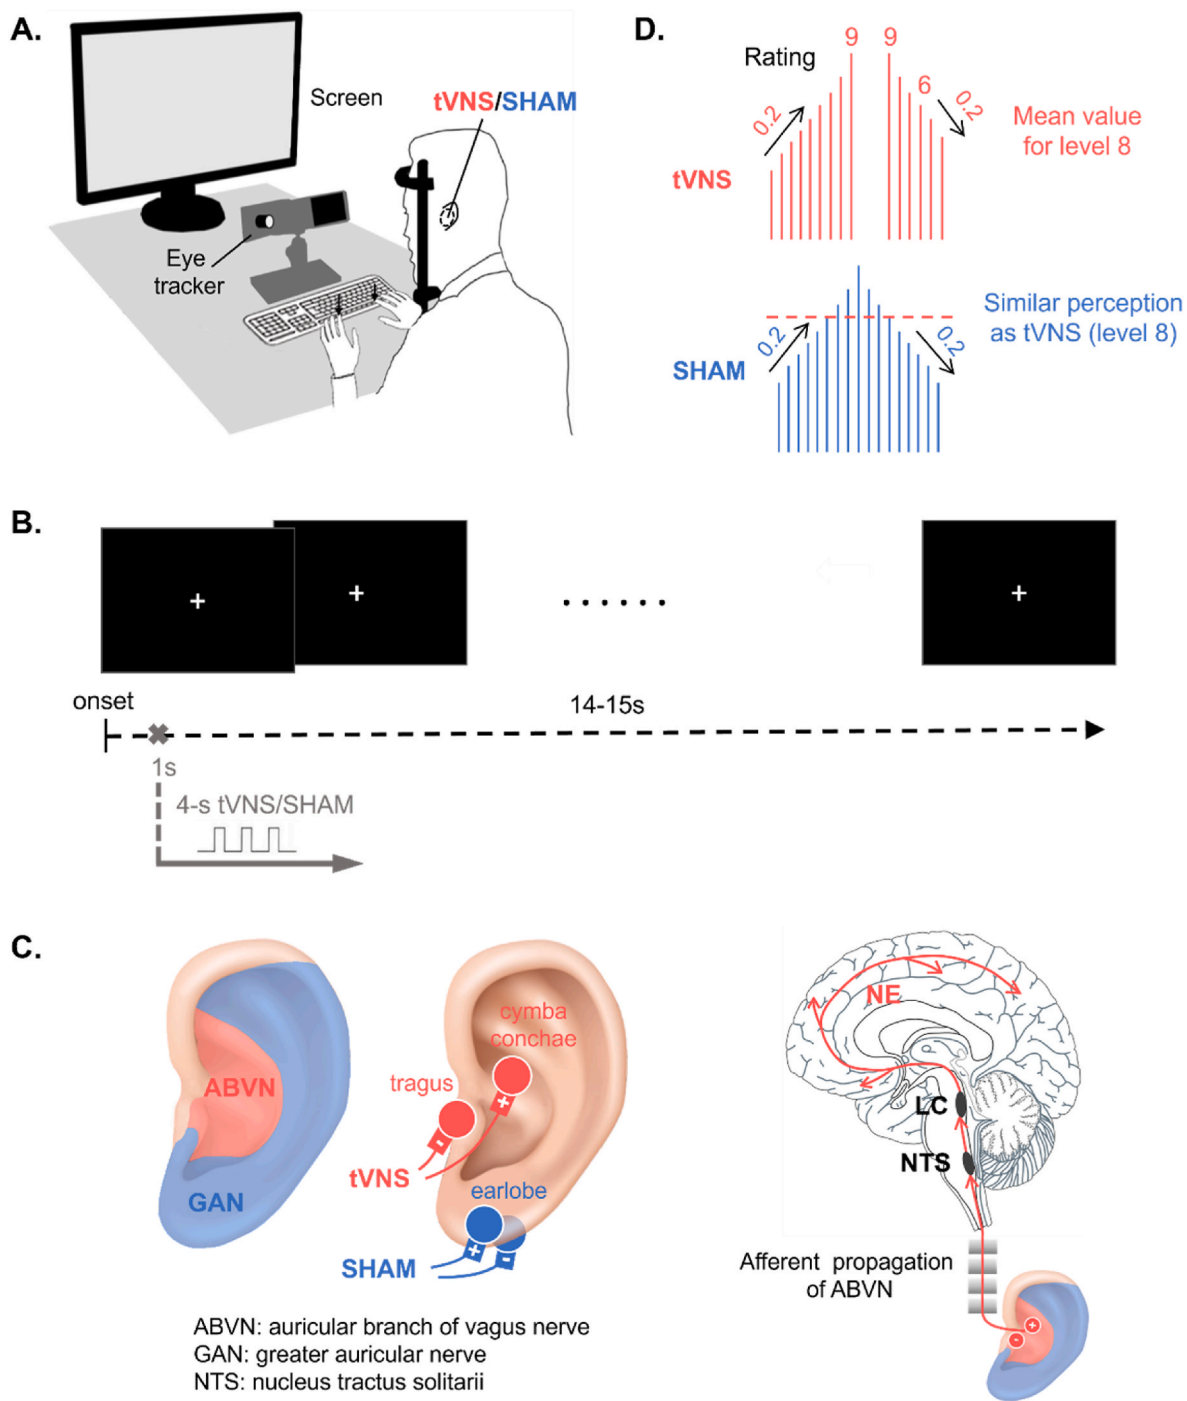 A.
Screen
tVNS/SHAM
Eye
tracker
D.
Rating
9 9
6
0.2
0.2
tVNS
Mean value
for level 8
0.2
0.2
SHAM
Similar perception
as tVNS (level 8)
B.
+
+
......
+
onset
14-15s
1s
4-s tVNS/SHAM
C.
ABVN
GAN
cymba
conchae
tragus
+
-
tVNS
earlobe
+
-
SHAM
NE
LC
NTS
Afferent propagation
of ABVN
+
-
ABVN: auricular branch of vagus nerve
GAN: greater auricular nerve
NTS: nucleus tractus solitarii